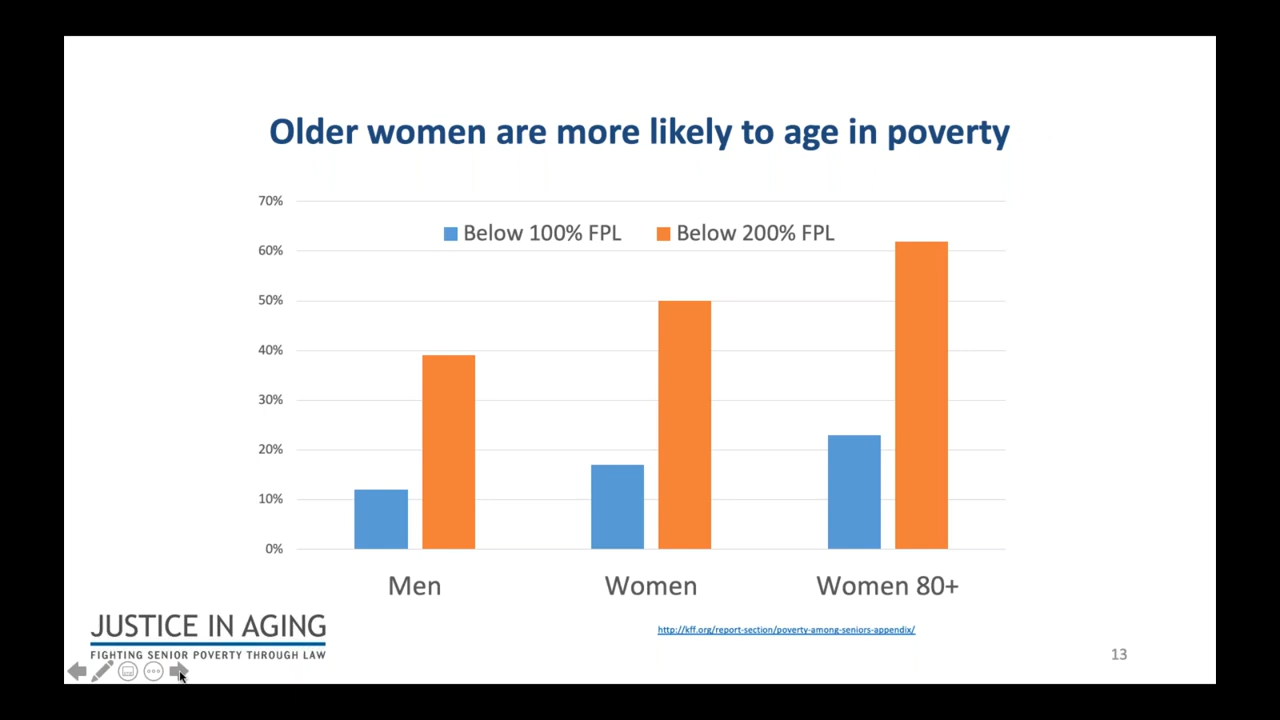 Older women are more likely to age in poverty
70%
Below 100% FPL Below 200% FPL
60%
50%
40%
30%
20%
10%
0%
Men Women Women 80+
JUSTICE IN AGING
FIGHTING SENIOR POVERTY THROUGH LAW
http://kff.org/report-section/poverty-among-seniors-appendix/
13